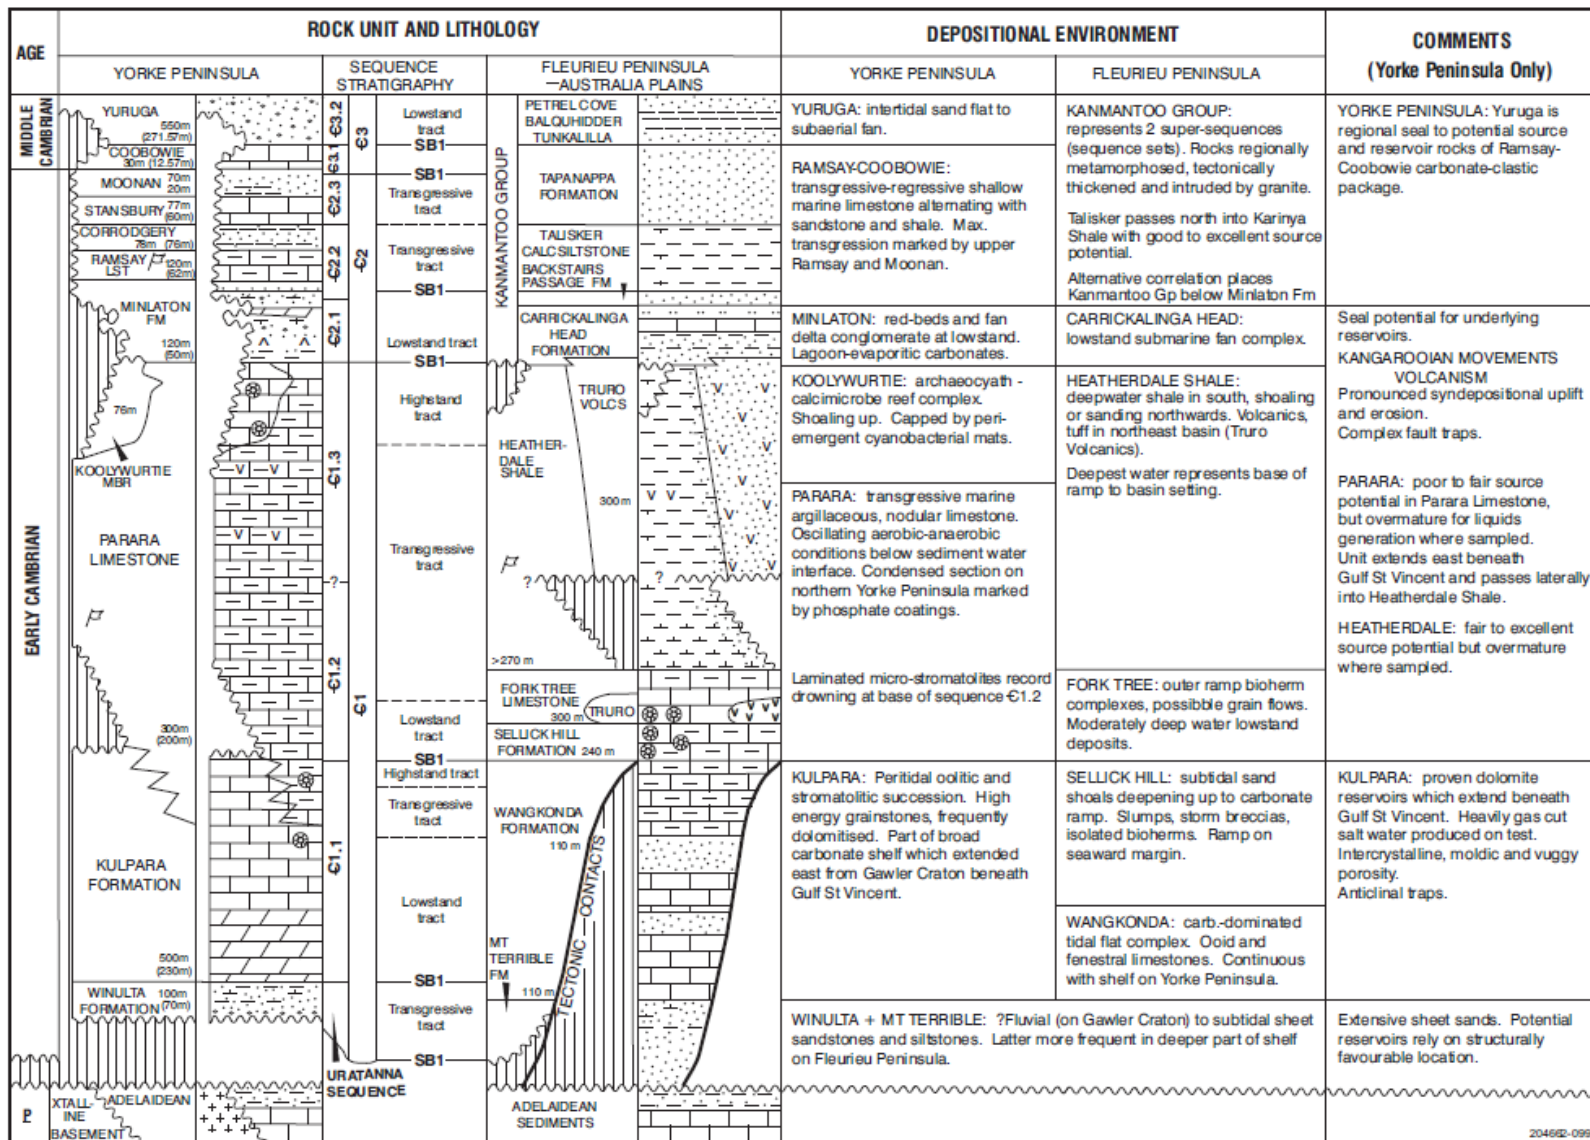 ROCK UNIT AND LITHOLOGY
DEPOSITIONAL ENVIRONMENT
COMMENTS
(Yorke Peninsula Only)
AGE
YORKE PENINSULA
SEQUENCE
STRATIGRAPHY
FLEURIEU PENINSULA
—AUSTRALIA PLAINS
YORKE PENINSULA
FLEURIEU PENINSULA
MIDDLE
CAMBRIAN
EARLY CAMBRIAN
YURUGA
550m
(271.57m)
COOBOWIE
30m (12.57m)
MOONAN 70m
20m
STANSBURY 77m
(60m)
CORRODGERY
78m (76m)
RAMSAY
LST
120m
(62m)
MINLATON
FM
120m
(50m)
76m
KOOLYWURTIE
MBR
PARARA
LIMESTONE
300m
(200m)
KULPARA
FORMATION
500m
(230m)
WINULTA 100m
FORMATION (70m)
XTALL-
INE
BASEMENT
ADELAIDEAN
Є3.2
Є3.1
Є2.3
Є2.2
Є2.1
Є1.3
?
Є1.2
Є1.1
Є3
Є2
Є1
URATANNA
SEQUENCE
Lowstand
tract
SB1
SB1
Transgressive
tract
Transgressive
tract
SB1
Lowstand tract
SB1
Highstand
tract
Transgressive
tract
Lowstand
tract
SB1
Highstand tract
Transgressive
tract
Lowstand
tract
SB1
Transgressive
tract
SB1
KANMANTOO GROUP
PETREL COVE
BALQUHIDDER
TUNKALILLA
TAPANAPPA
FORMATION
TALISKER
CALCSILTSTONE
BACKSTAIRS
PASSAGE FM
CARRICKALINGA
HEAD
FORMATION
TRURO
VOLCS
HEATHER-
DALE
SHALE
300m
?
?
>270 m
FORK TREE
LIMESTONE
300 m
TRURO
SELLICK HILL
FORMATION 240 m
WANGKONDA
FORMATION
110 m
TECTONIC CONTACTS
MT
TERRIBLE
FM
110 m
ADELAIDEAN
SEDIMENTS
YURUGA: intertidal sand flat to
subaerial fan.
RAMSAY-COOBOWIE:
transgressive-regressive shallow
marine limestone alternating with
sandstone and shale. Max.
transgression marked by upper
Ramsay and Moonan.
MINLATON: red-beds and fan
delta conglomerate at lowstand.
Lagoon-evaporitic carbonates.
KOOLYWURTIE: archaeocyath -
calcimicrobe reef complex.
Shoaling up. Capped by peri-
emergent cyanobacterial mats.
PARARA: transgressive marine
argillaceous, nodular limestone.
Oscillating aerobic-anaerobic
conditions below sediment water
interface. Condensed section on
northern Yorke Peninsula marked
by phosphate coatings.
Laminated micro-stromatolites record
drowning at base of sequence Є1.2
KULPARA: Peritidal oolitic and
stromatolitic succession. High
energy grainstones, frequently
dolomitised. Part of broad
carbonate shelf which extended
east from Gawler Craton beneath
Gulf St Vincent.
WINULTA + MT TERRIBLE: ?Fluvial (on Gawler Craton) to subtidal sheet
sandstones and siltstones. Latter more frequent in deeper part of shelf
on Fleurieu Peninsula.
KANMANTOO GROUP:
represents 2 super-sequences
(sequence sets). Rocks regionally
metamorphosed, tectonically
thickened and intruded by granite.
Talisker passes north into Karinya
Shale with good to excellent source
potential.
Alternative correlation places
Kanmantoo Gp below Minlaton Fm
CARRICKALINGA HEAD:
lowstand submarine fan complex.
HEATHERDALE SHALE:
deepwater shale in south, shoaling
or sanding northwards. Volcanics,
tuff in northeast basin (Truro
Volcanics).
Deepest water represents base of
ramp to basin setting.
FORK TREE: outer ramp bioherm
complexes, possibble grain flows.
Moderately deep water lowstand
deposits.
SELLICK HILL: subtidal sand
shoals deepening up to carbonate
ramp. Slumps, storm breccias,
isolated bioherms. Ramp on
seaward margin.
WANGKONDA: carb.-dominated
tidal flat complex. Ooid and
fenestral limestones. Continuous
with shelf on Yorke Peninsula.
YORKE PENINSULA: Yuruga is
regional seal to potential source
and reservoir rocks of Ramsay-
Coobowie carbonate-clastic
package.
Seal potential for underlying
reservoirs.
KANGAROOIAN MOVEMENTS
VOLCANISM
Pronounced syndepositional uplift
and erosion.
Complex fault traps.
PARARA: poor to fair source
potential in Parara Limestone,
but overmature for liquids
generation where sampled.
Unit extends east beneath
Gulf St Vincent and passes laterally
into Heatherdale Shale.
HEATHERDALE: fair to excellent
source potential but overmature
where sampled.
KULPARA: proven dolomite
reservoirs which extend beneath
Gulf St Vincent. Heavily gas cut
salt water produced on test.
Intercrystalline, moldic and vuggy
porosity.
Anticlinal traps.
Extensive sheet sands. Potential
reservoirs rely on structurally
favourable location.